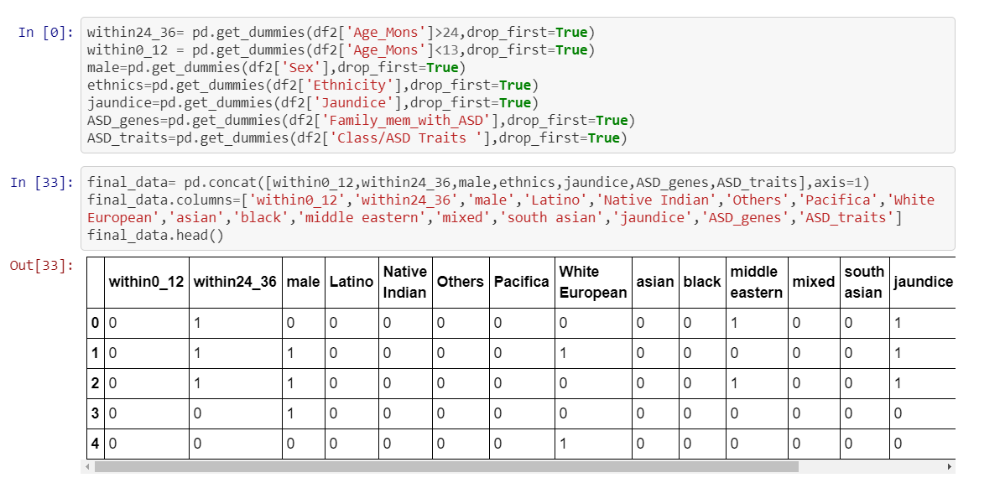 In [0]: within24_36= pd.get_dummies(df2['Age_Mons']>24,drop_first=True)
within0_12 = pd.get_dummies(df2['Age_Mons']<13,drop_first=True)
male=pd.get_dummies(df2['Sex'],drop_first=True)
ethnics=pd.get_dummies(df2['Ethnicity'],drop_first=True)
jaundice=pd.get_dummies(df2['Jaundice'],drop_first=True)
ASD_genes=pd.get_dummies(df2['Family_mem_with_ASD'],drop_first=True)
ASD_traits=pd.get_dummies(df2['Class/ASD Traits '],drop_first=True)
In [33]: final_data= pd.concat([within0_12,within24_36,male,ethnics,jaundice,ASD_genes,ASD_traits],axis=1)
final_data.columns=['within0_12','within24_36','male','Latino','Native Indian','Others','Pacifica','White
European','asian','black','middle eastern','mixed','south asian','jaundice','ASD_genes','ASD_traits']
final_data.head()
Out[33]:
within0_12 within24_36 male Latino Native Indian Others Pacifica White European asian black middle eastern mixed south asian jaundice
0 0 1 0 0 0 0 0 0 0 0 1 0 0 1
1 0 1 1 0 0 0 0 1 0 0 0 0 0 1
2 0 1 1 0 0 0 0 0 0 0 1 0 0 1
3 0 0 1 0 0 0 0 0 0 0 0 0 0 0
4 0 0 0 0 0 0 0 1 0 0 0 0 0 0